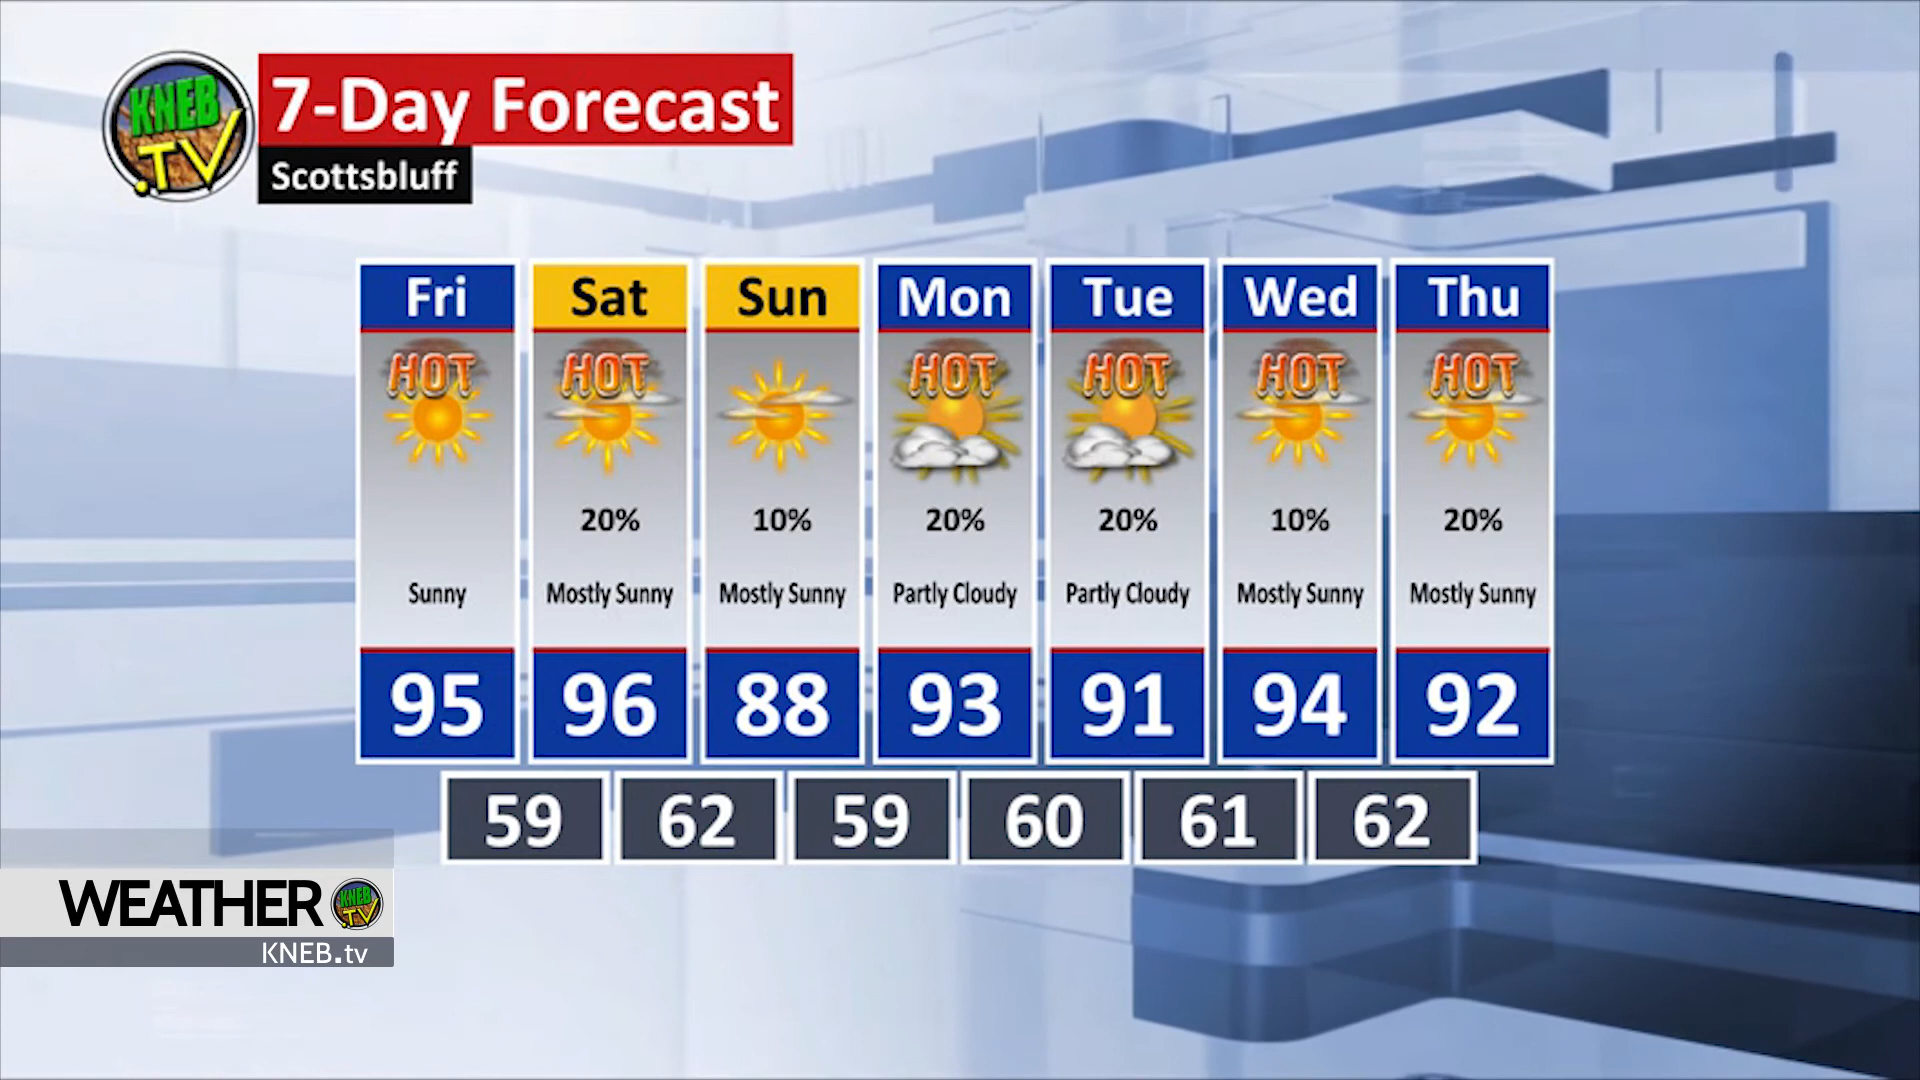 KNEB
.TV
7-Day Forecast
Scottsbluff
Fri Sat Sun Mon Tue Wed Thu
HOT HOT HOT HOT HOT HOT
20% 10% 20% 20% 10% 20%
Sunny Mostly Sunny Mostly Sunny Partly Cloudy Partly Cloudy Mostly Sunny Mostly Sunny
95 96 88 93 91 94 92
59 62 59 60 61 62
WEATHER KNEB .TV
KNEB.tv